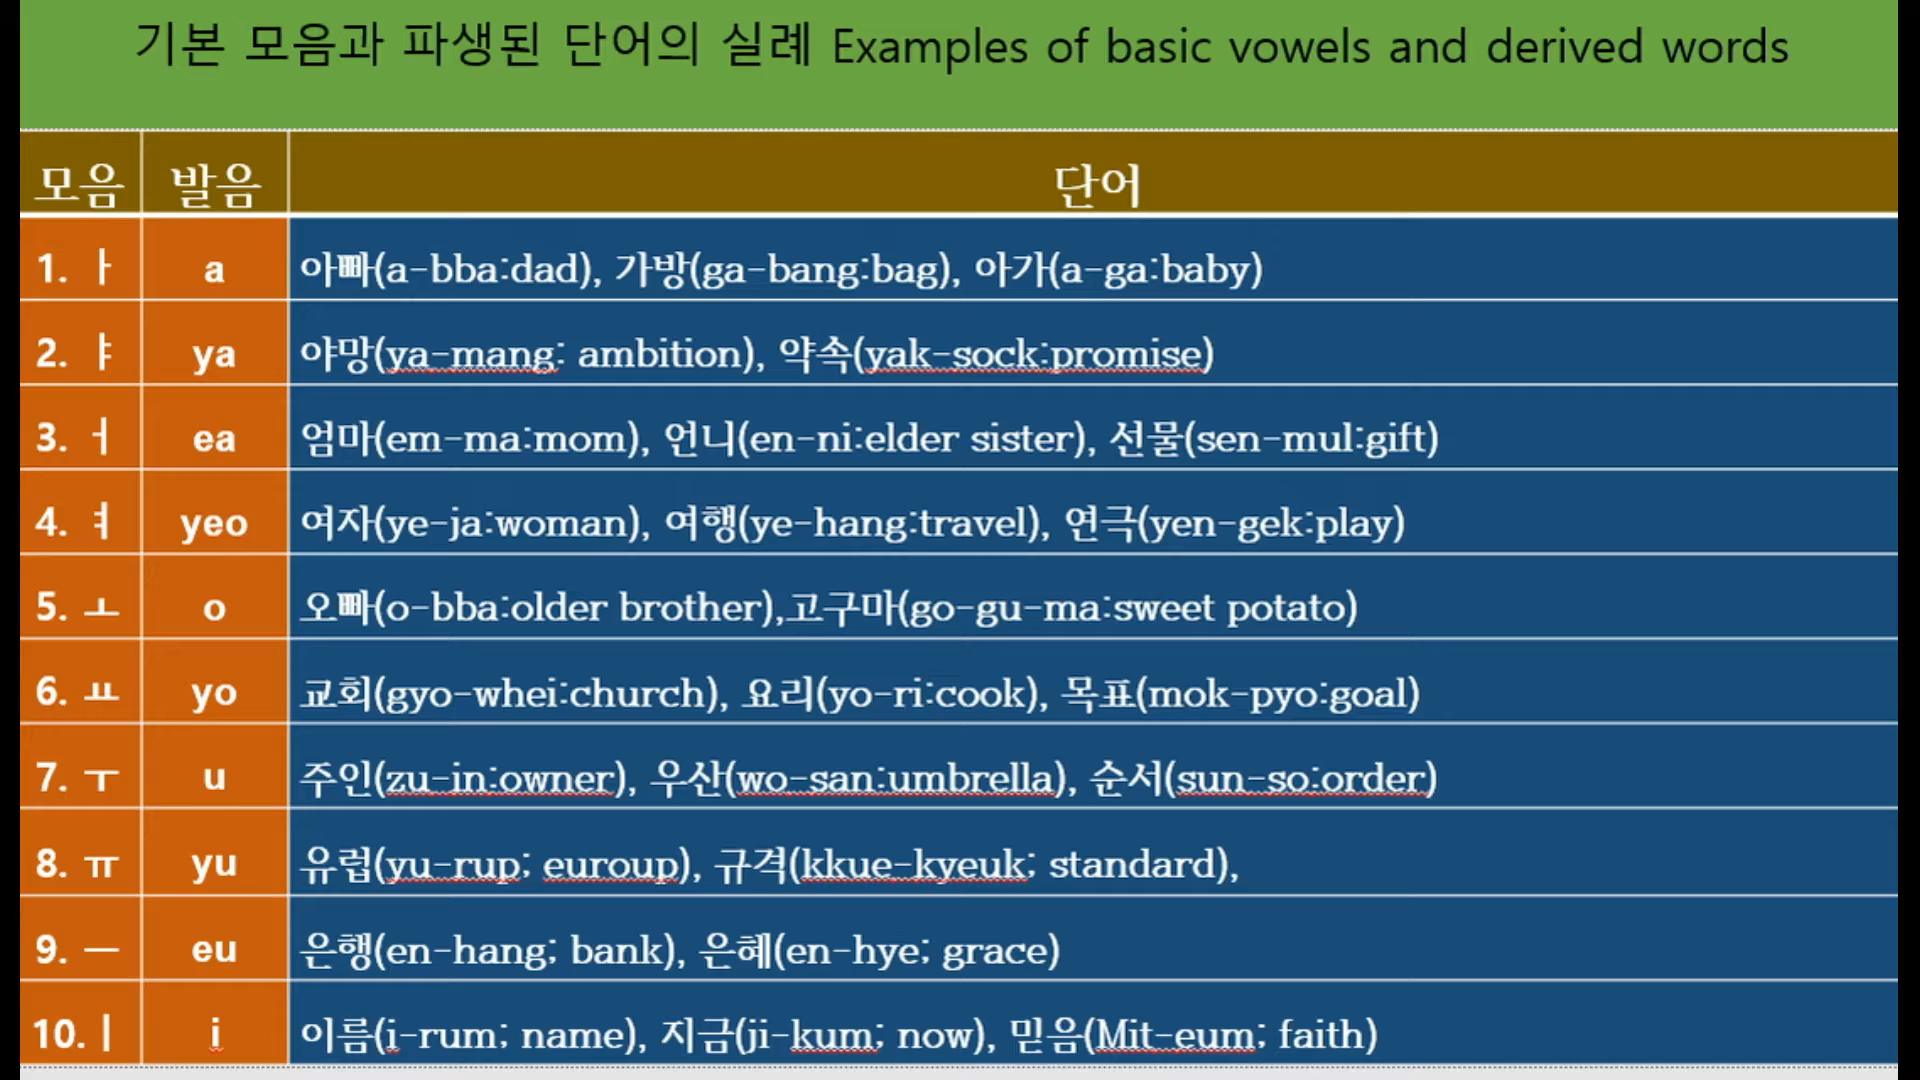 기본 모음과 파생된 단어의 실례 Examples of basic vowels and derived words
모음 발음 단어
1. ㅏ a 아빠(a-bba:dad), 가방(ga-bang:bag), 아가(a-ga:baby)
2. ㅑ ya 야망(ya-mang: ambition), 약속(yak-sock:promise)
3. ㅓ ea 엄마(em-ma:mom), 언니(en-ni:elder sister), 선물(sen-mul:gift)
4. ㅕ yeo 여자(ye-ja:woman), 여행(ye-hang:travel), 연극(yen-gek:play)
5. ㅗ o 오빠(o-bba:older brother),고구마(go-gu-ma:sweet potato)
6. ㅛ yo 교회(gyo-whei:church), 요리(yo-ri:cook), 목표(mok-pyo:goal)
7. ㅜ u 주인(zu-in:owner), 우산(wo-san:umbrella), 순서(sun-so:order)
8. ㅠ yu 유럽(yu-rup; euroup), 규격(kkue-kyeuk; standard),
9. ㅡ eu 은행(en-hang; bank), 은혜(en-hye; grace)
10. ㅣ i 이름(i-rum; name), 지금(ji-kum; now), 믿음(Mit-eum; faith)